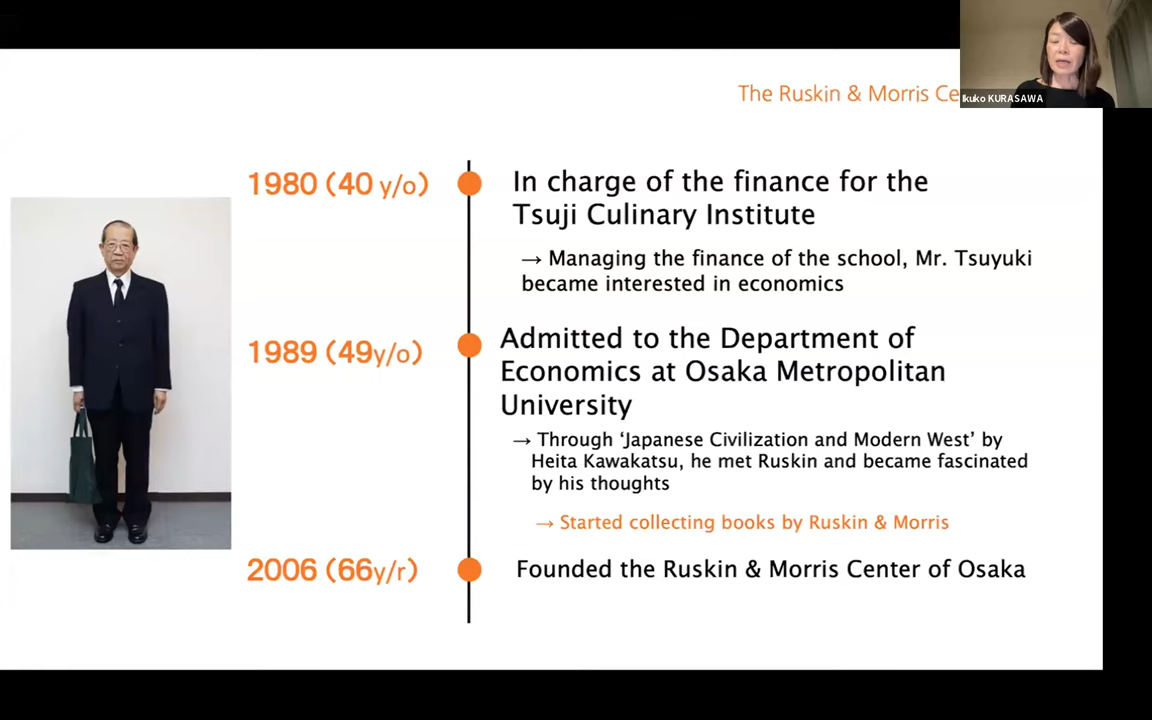 The Ruskin & Morris Ce
Ikuko KURASAWA
1980 (40 y/o)
In charge of the finance for the
Tsuji Culinary Institute
→ Managing the finance of the school, Mr. Tsuyuki
became interested in economics
1989 (49y/o)
Admitted to the Department of
Economics at Osaka Metropolitan
University
→ Through ‘Japanese Civilization and Modern West’ by
Heita Kawakatsu, he met Ruskin and became fascinated
by his thoughts
→ Started collecting books by Ruskin & Morris
2006 (66y/r)
Founded the Ruskin & Morris Center of Osaka